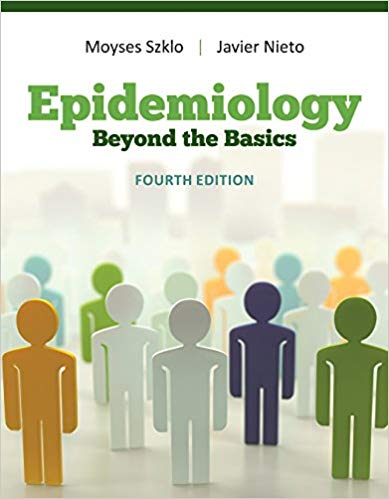 Moyses Szklo | Javier Nieto
Epidemiology
Beyond the Basics
FOURTH EDITION